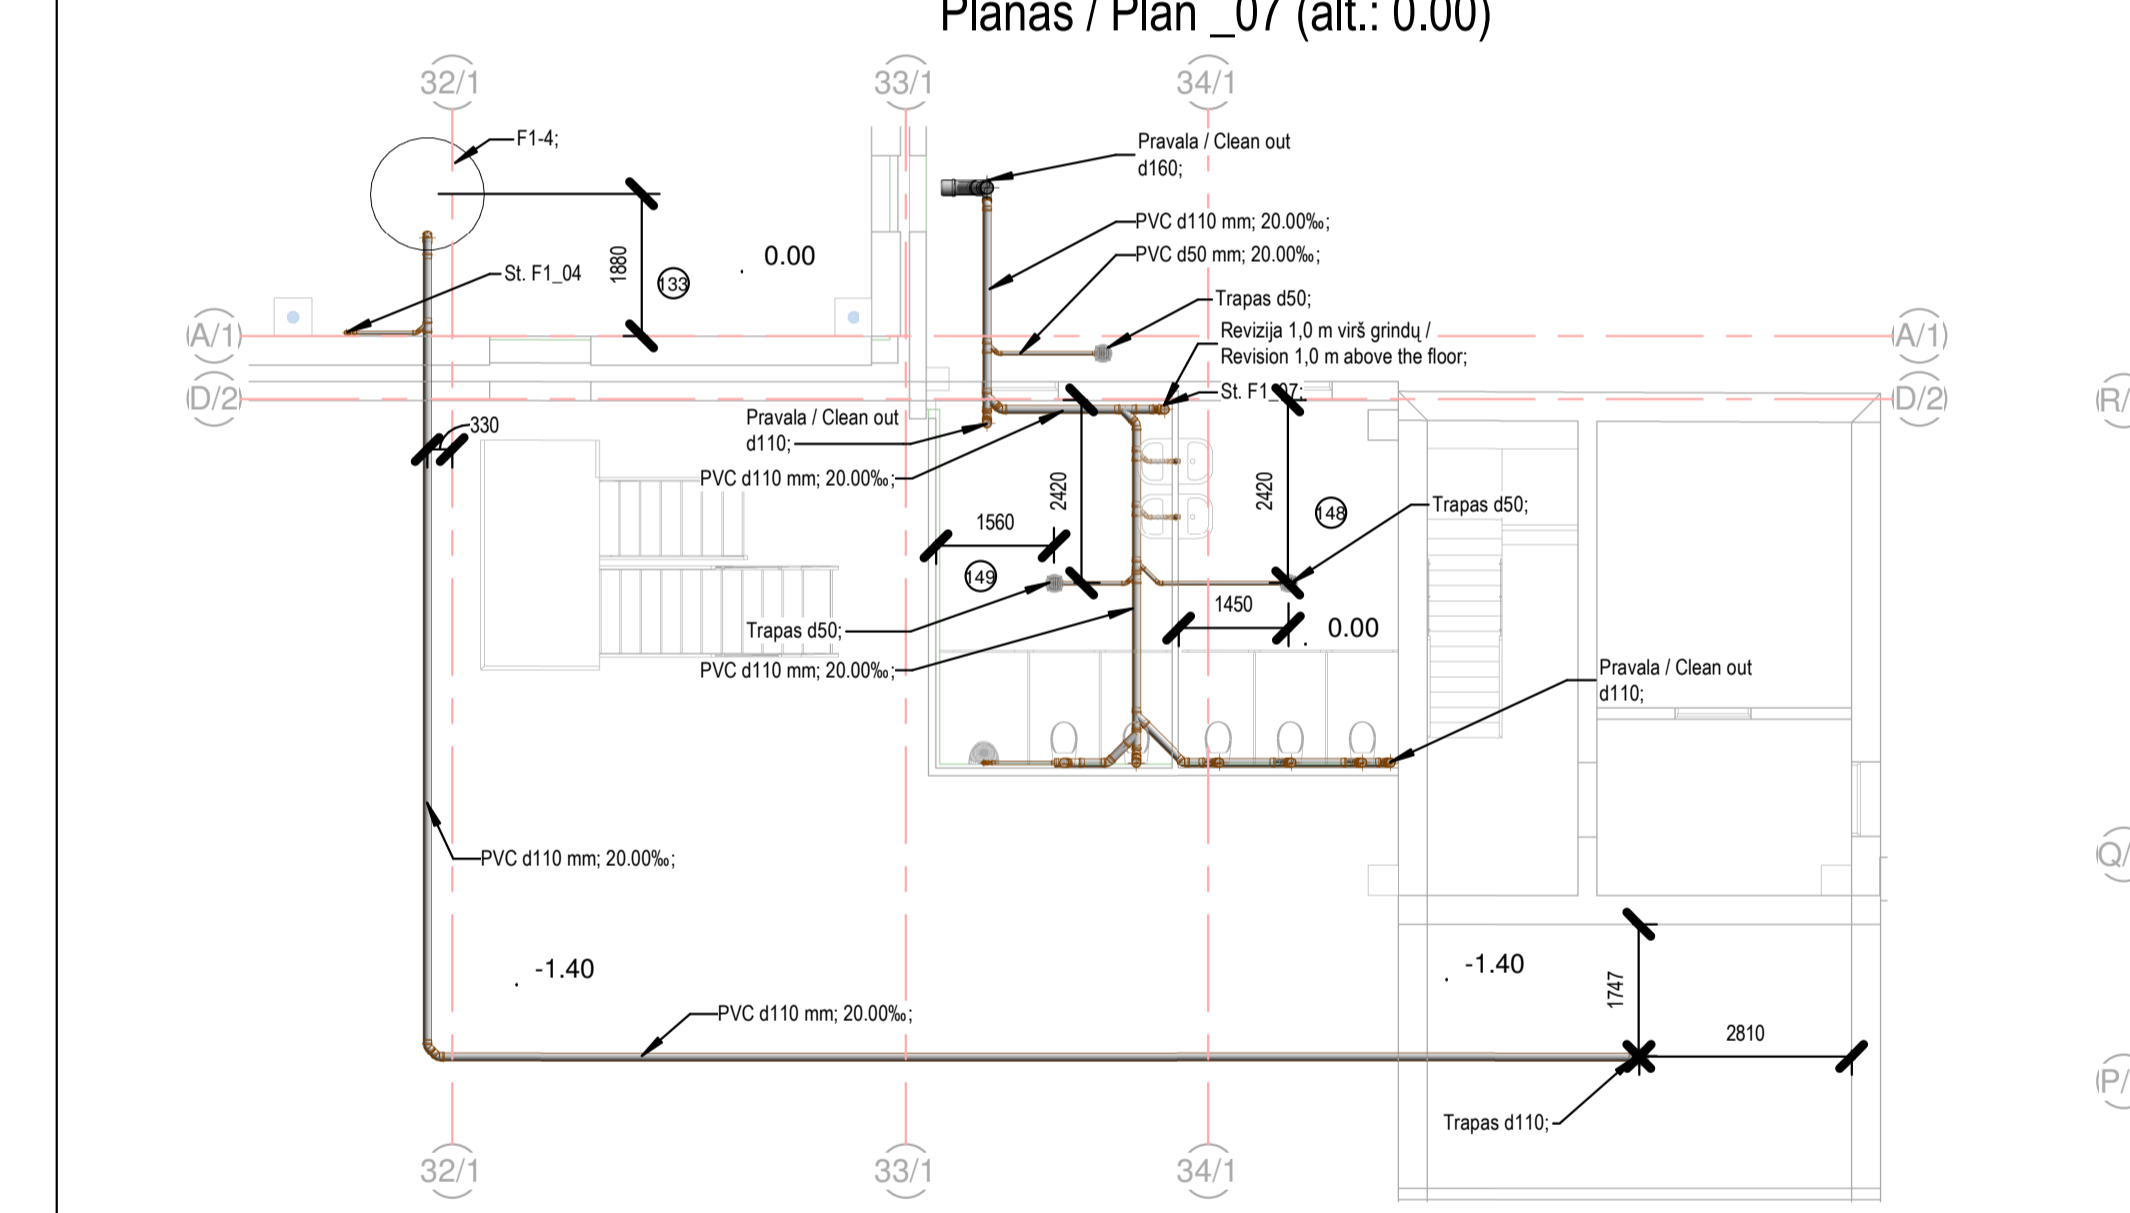 Planas / Plan _07 (alt.: 0.00)
32/1
33/1
34/1
F1-4;
Pravala / Clean out
d160;
PVC d110 mm; 20.00‰;
PVC d50 mm; 20.00‰;
0.00
1880
133
St. F1_04
Trapas d50;
Revizija 1,0 m virš grindų /
Revision 1,0 m above the floor;
(A/1)
(A/1)
St. F1_07;
(D/2)
(D/2)
330
Pravala / Clean out
d110;
PVC d110 mm; 20.00‰;
2420
2420
148
Trapas d50;
1560
149
1450
0.00
Trapas d50;
PVC d110 mm; 20.00‰;
Pravala / Clean out
d110;
PVC d110 mm; 20.00‰;
-1.40
-1.40
1747
PVC d110 mm; 20.00‰;
2810
Trapas d110;
32/1
33/1
34/1
(R/
(Q/
(P/